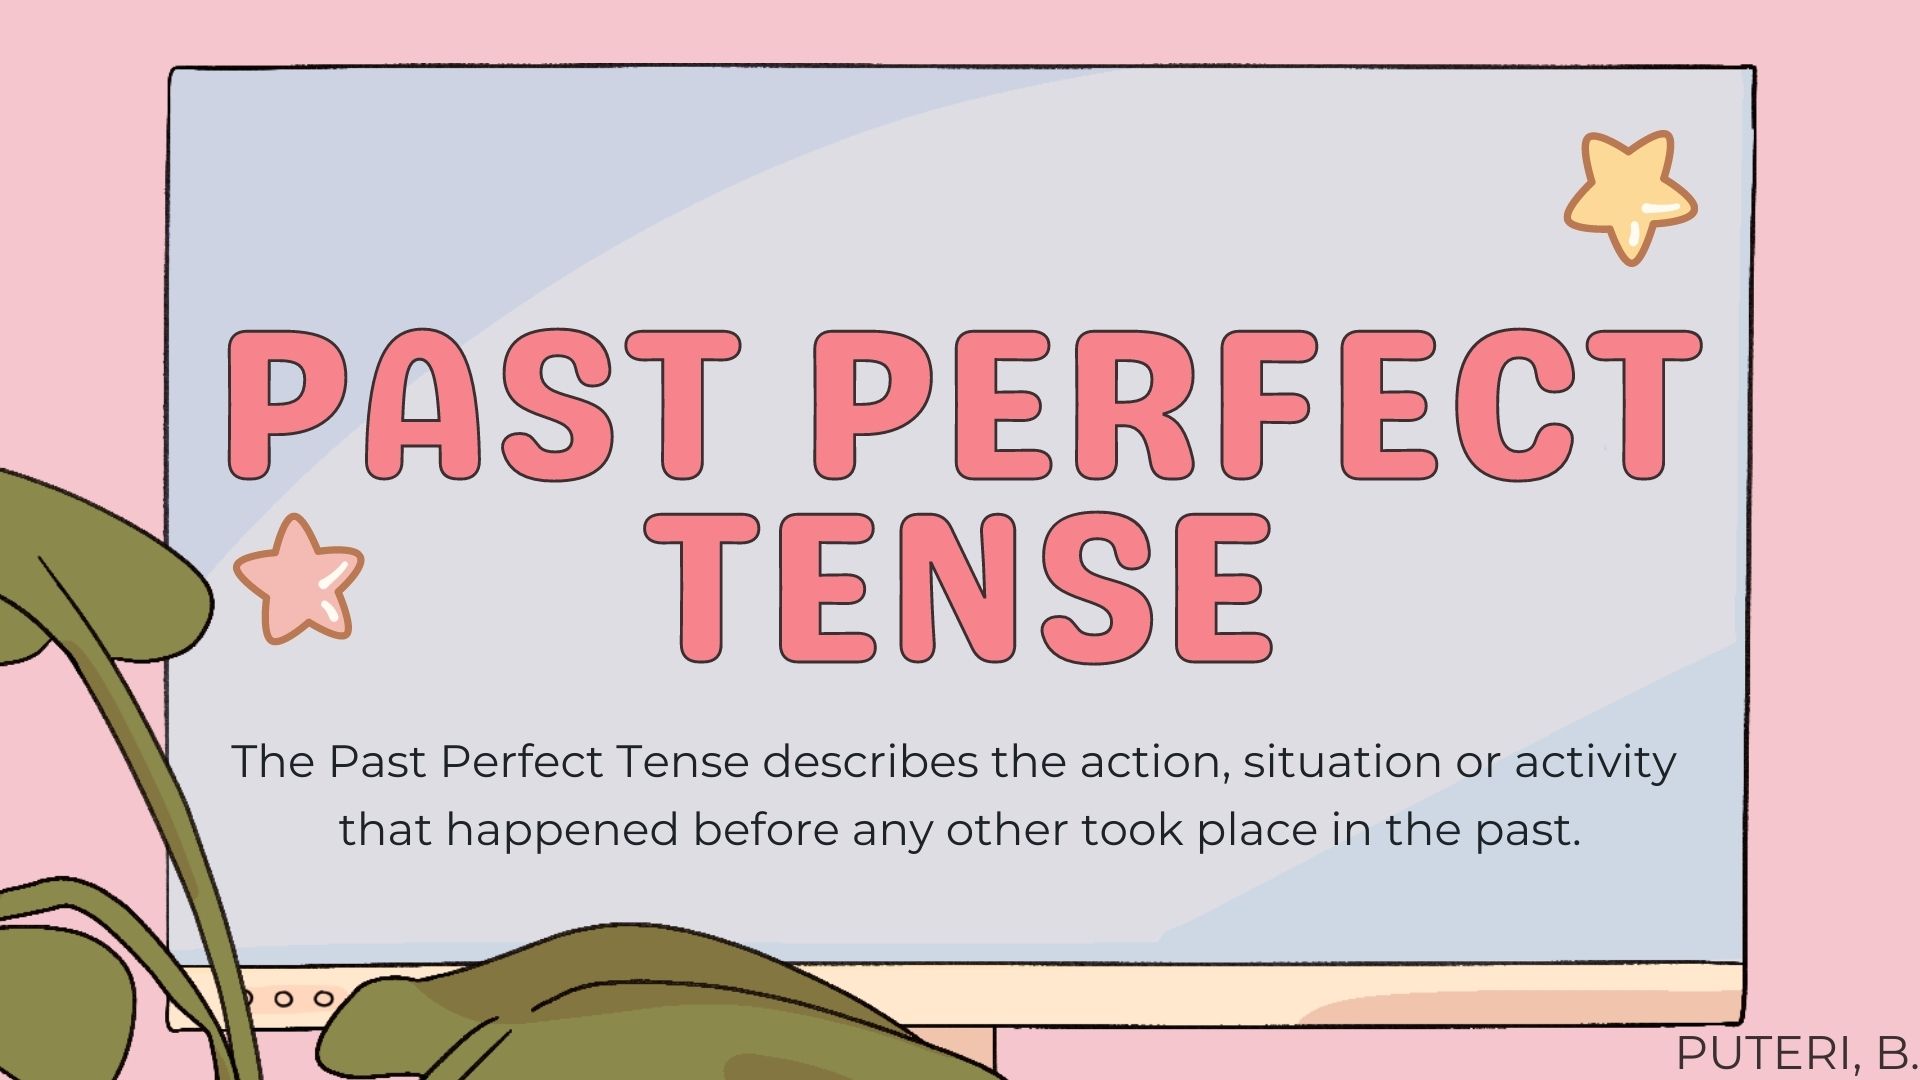 PAST PERFECT
TENSE
The Past Perfect Tense describes the action, situation or activity
that happened before any other took place in the past.
PUTERI, B.